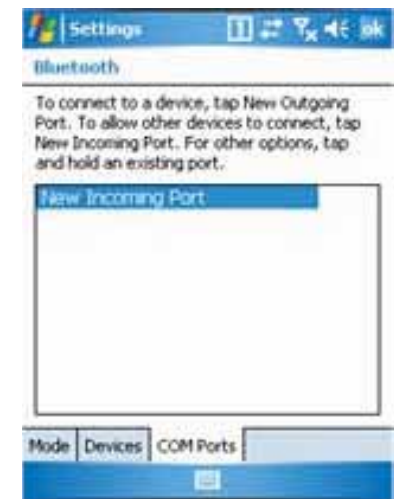 Settings 1 ok
Bluetooth
To connect to a device, tap New Outgoing
Port. To allow other devices to connect, tap
New Incoming Port. For other options, tap
and hold an existing port.
New Incoming Port
Mode Devices COM Ports